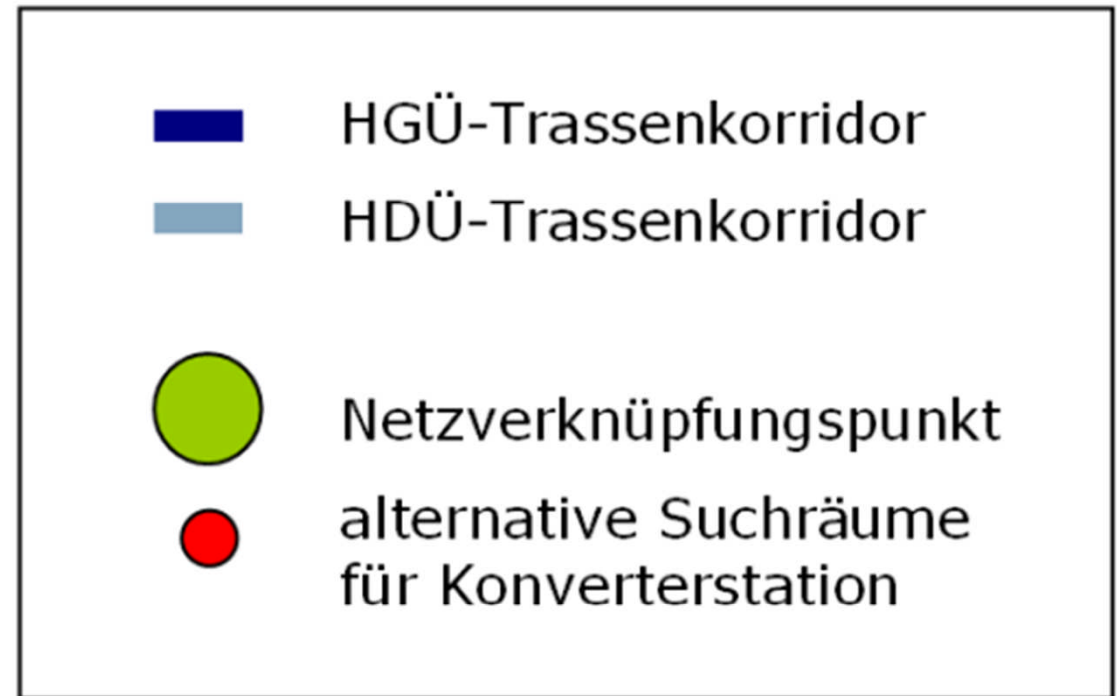 HGÜ-Trassenkorridor
HDÜ-Trassenkorridor
Netzverknüpfungspunkt
alternative Suchräume
für Konverterstation